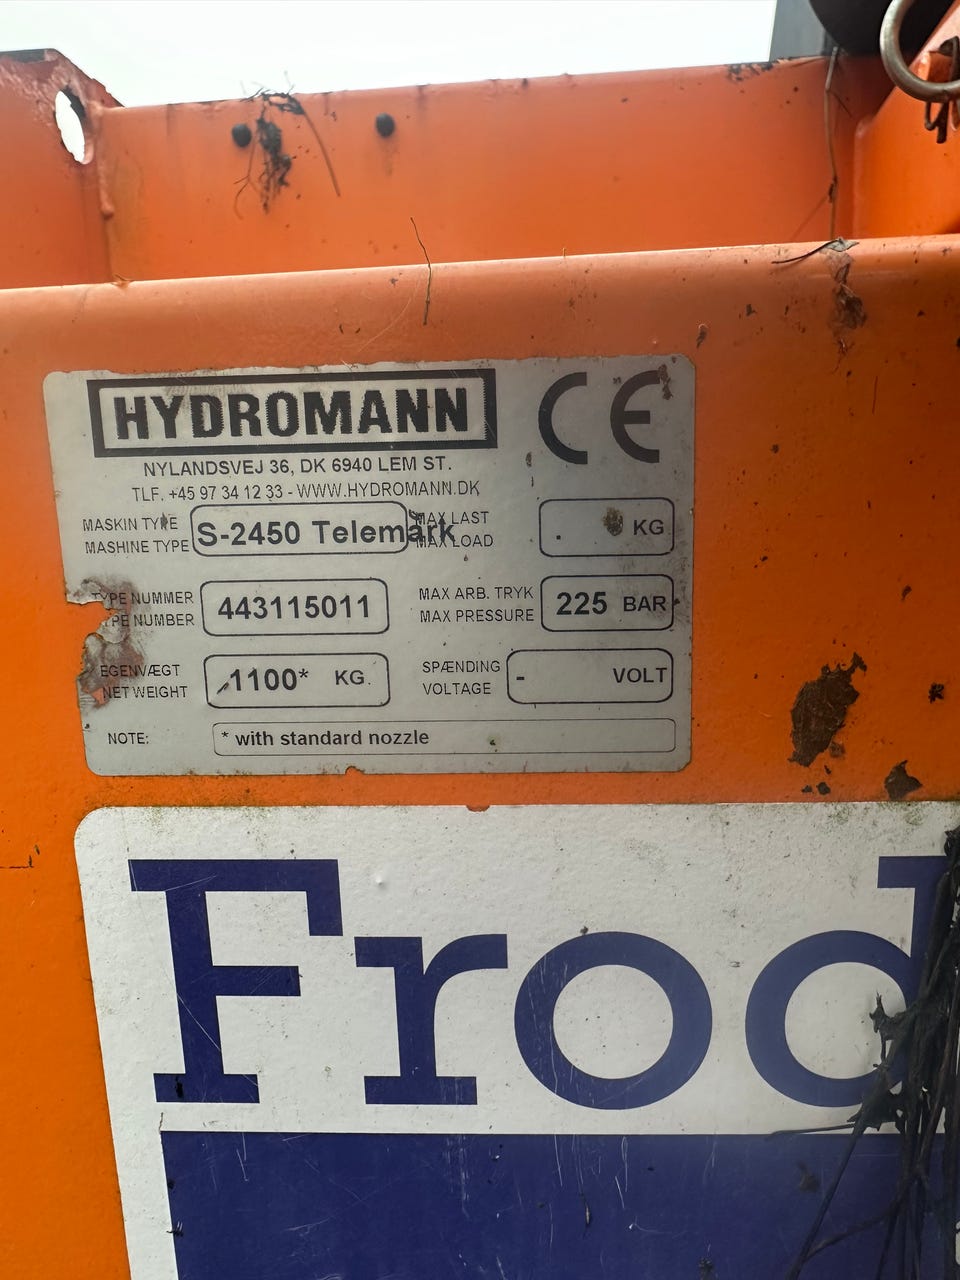 HYDROMANN CE
NYLANDSVEJ 36, DK 6940 LEM ST.
TLF. +45 97 34 12 33 - WWW.HYDROMANN.DK
MASKIN TYPE
MASHINE TYPE
S-2450 Telemark
MAX LAST
MAX LOAD
. KG
TYPE NUMMER
TYPE NUMBER
443115011
MAX ARB. TRYK
MAX PRESSURE
225 BAR
EGENVÆGT
NET WEIGHT
1100* KG.
SPÆNDING
VOLTAGE
- VOLT
NOTE:
* with standard nozzle
Frod